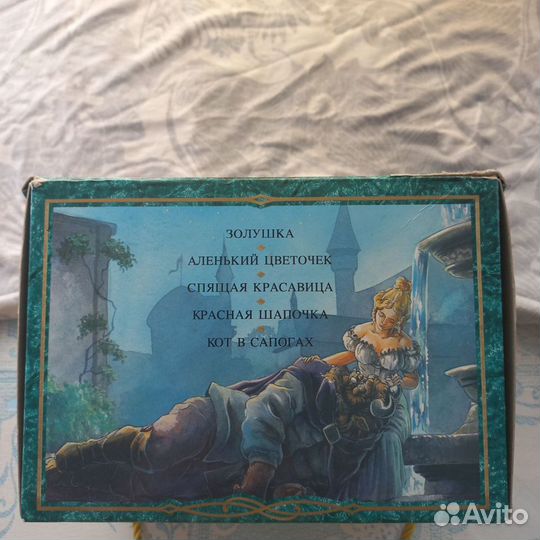 ЗОЛУШКА
АЛЕНЬКИЙ ЦВЕТОЧЕК
СПЯЩАЯ КРАСАВИЦА
КРАСНАЯ ШАПОЧКА
КОТ В САПОГАХ
Avito